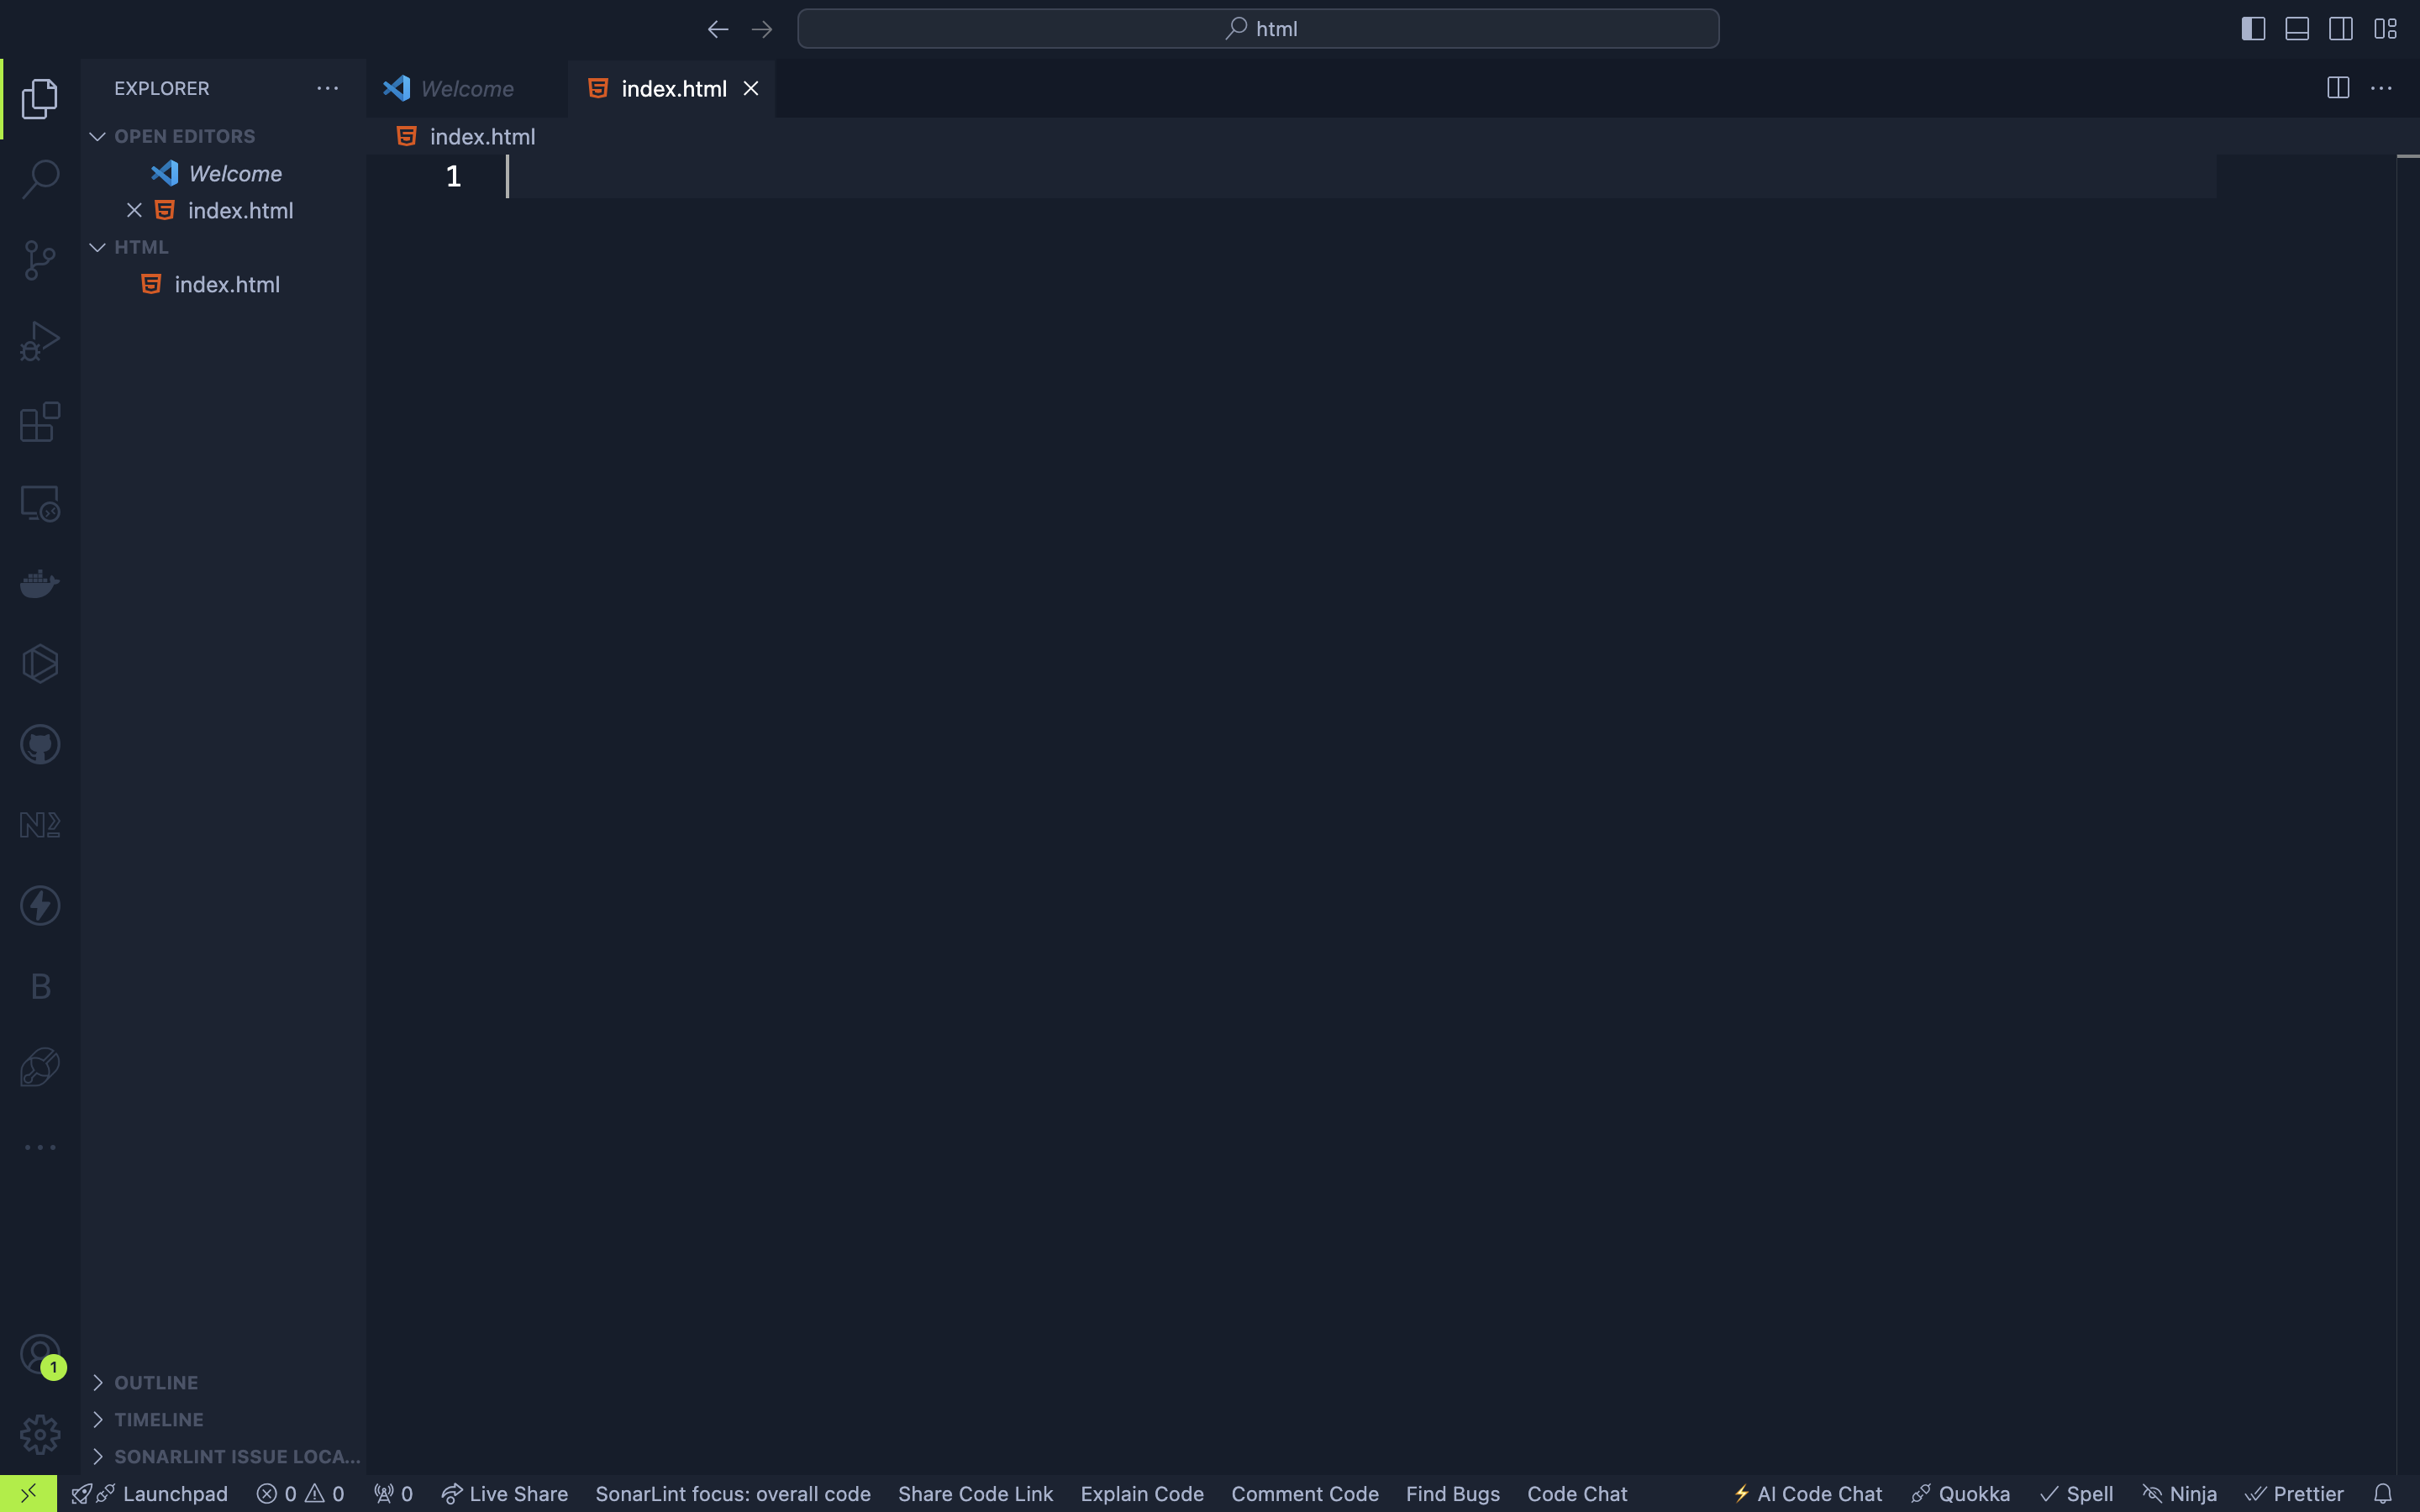 html
EXPLORER
Welcome
index.html
OPEN EDITORS
index.html
Welcome
1
index.html
HTML
index.html
B
1
OUTLINE
TIMELINE
SONARLINT ISSUE LOCA...
Launchpad 0 0 0 Live Share SonarLint focus: overall code Share Code Link Explain Code Comment Code Find Bugs Code Chat AI Code Chat Quokka Spell Ninja Prettier